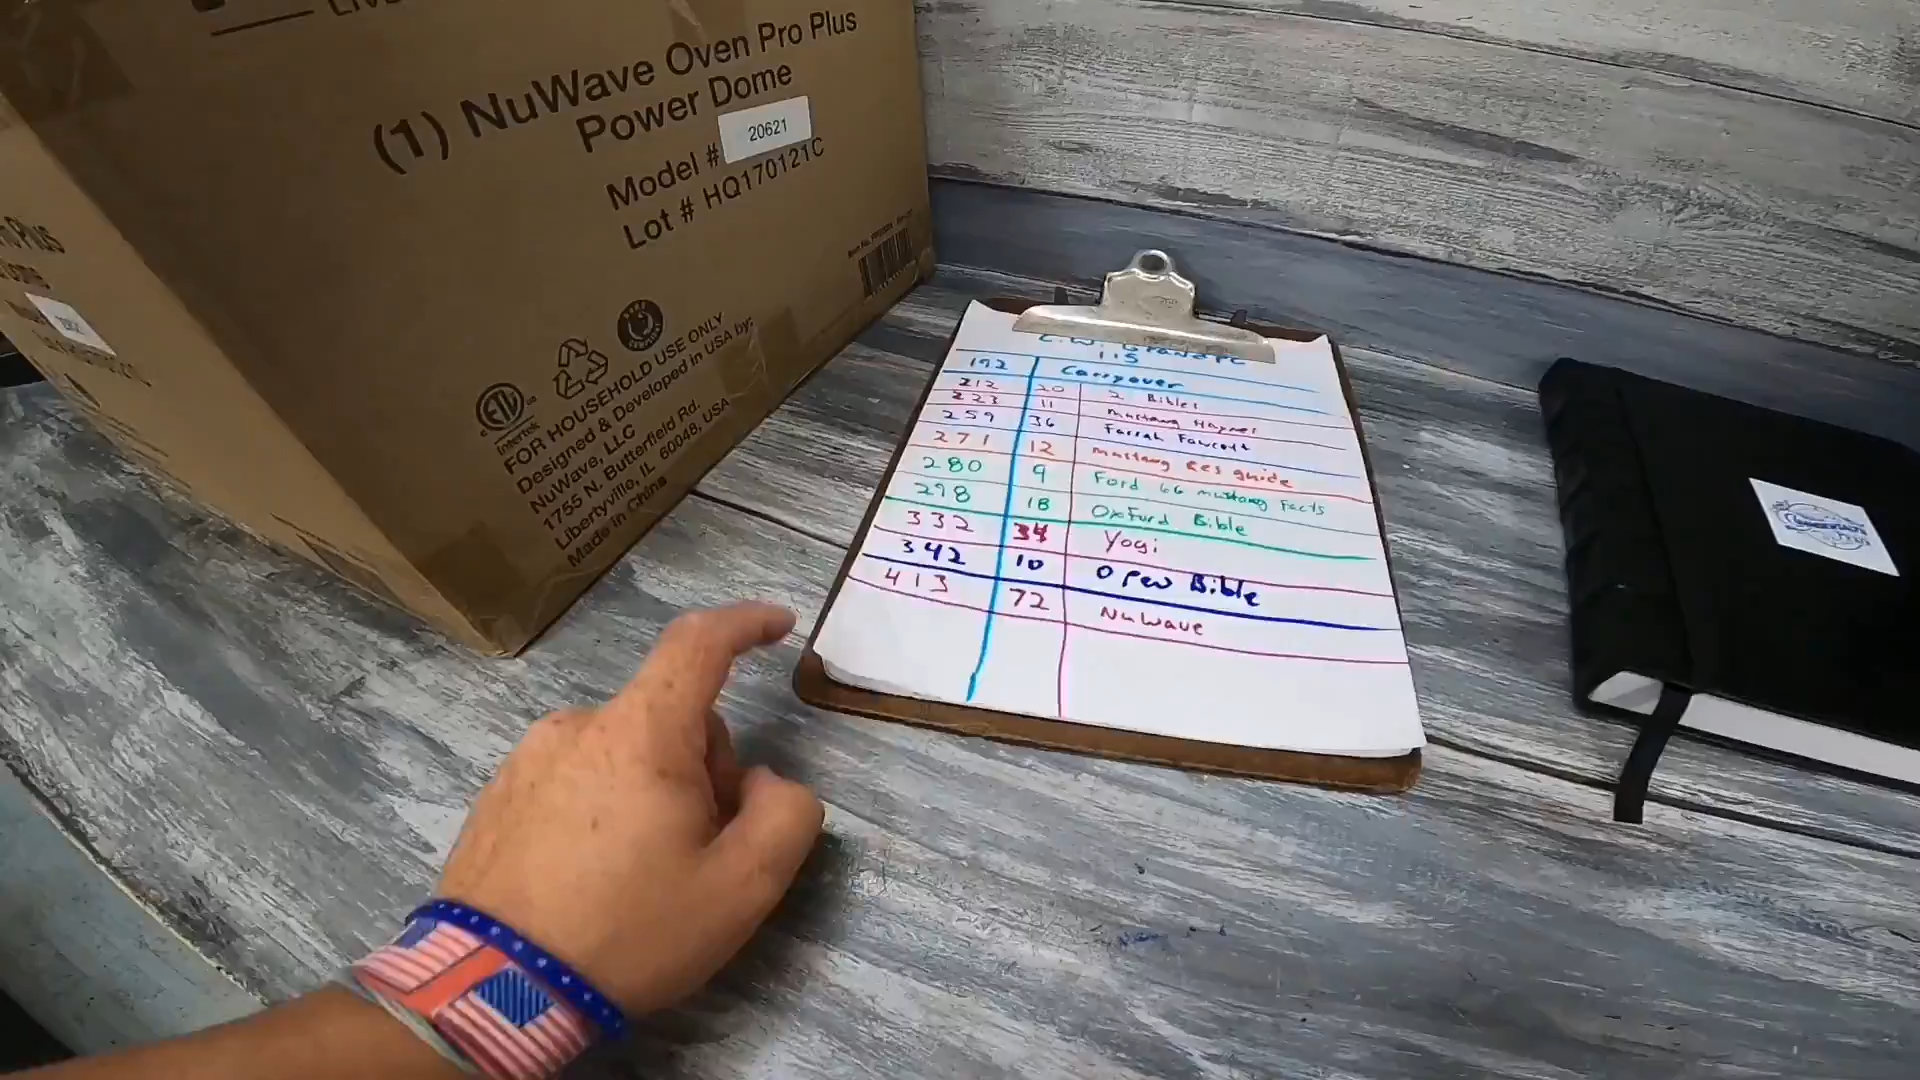 (1) NuWave Oven Pro Plus
Power Dome
Model # 20621
Lot # HQ170121C
Intertek
FOR HOUSEHOLD USE ONLY
Designed & Developed in USA by:
NuWave, LLC
1755 N. Butterfield Rd.
Libertyville, IL 60048, USA
Made in China
115
192 Carryover
212 20 2 Bibles
223 11 Mustang Haynes
259 36 Farrah Fawcett
271 12 Mustang Res guide
280 9 Ford 66 mustang Facts
298 18 Oxford Bible
332 34 Yogi
342 10 Open Bible
413 72 NuWave